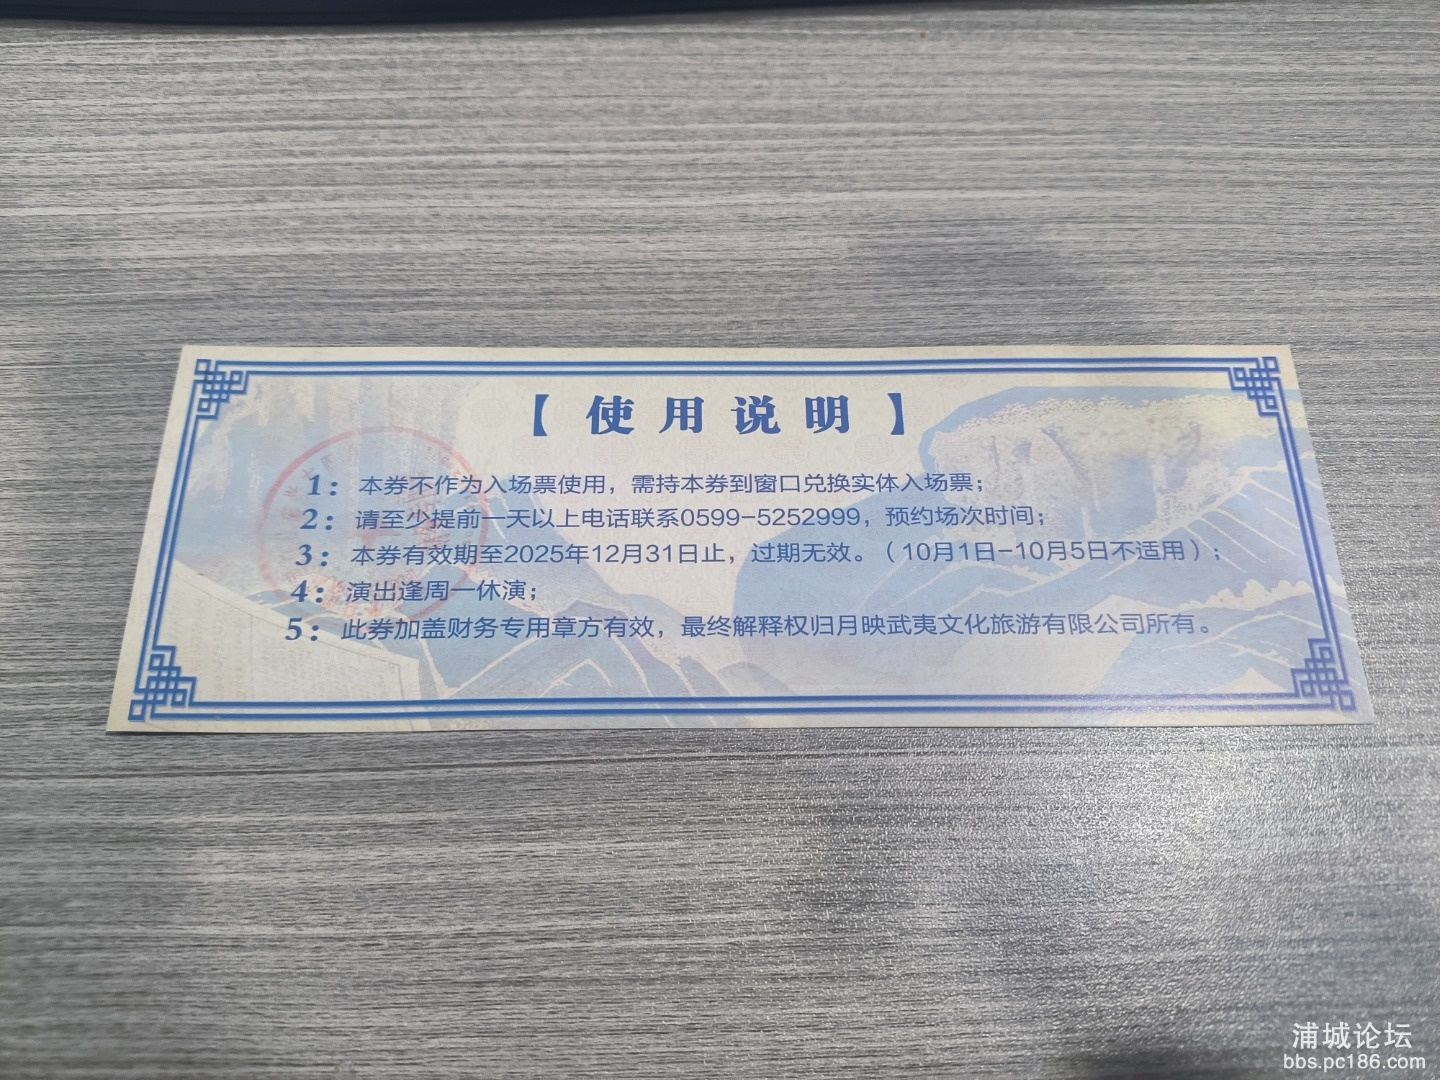 【使用说明】
1：本券不作为入场票使用，需持本券到窗口兑换实体入场票；
2：请至少提前一天以上电话联系0599-5252999，预约场次时间；
3：本券有效期至2025年12月31日止，过期无效。（10月1日-10月5日不适用）；
4：演出逢周一休演；
5：此券加盖财务专用章方有效，最终解释权归月映武夷文化旅游有限公司所有。
浦城论坛
bbs.pc186.com